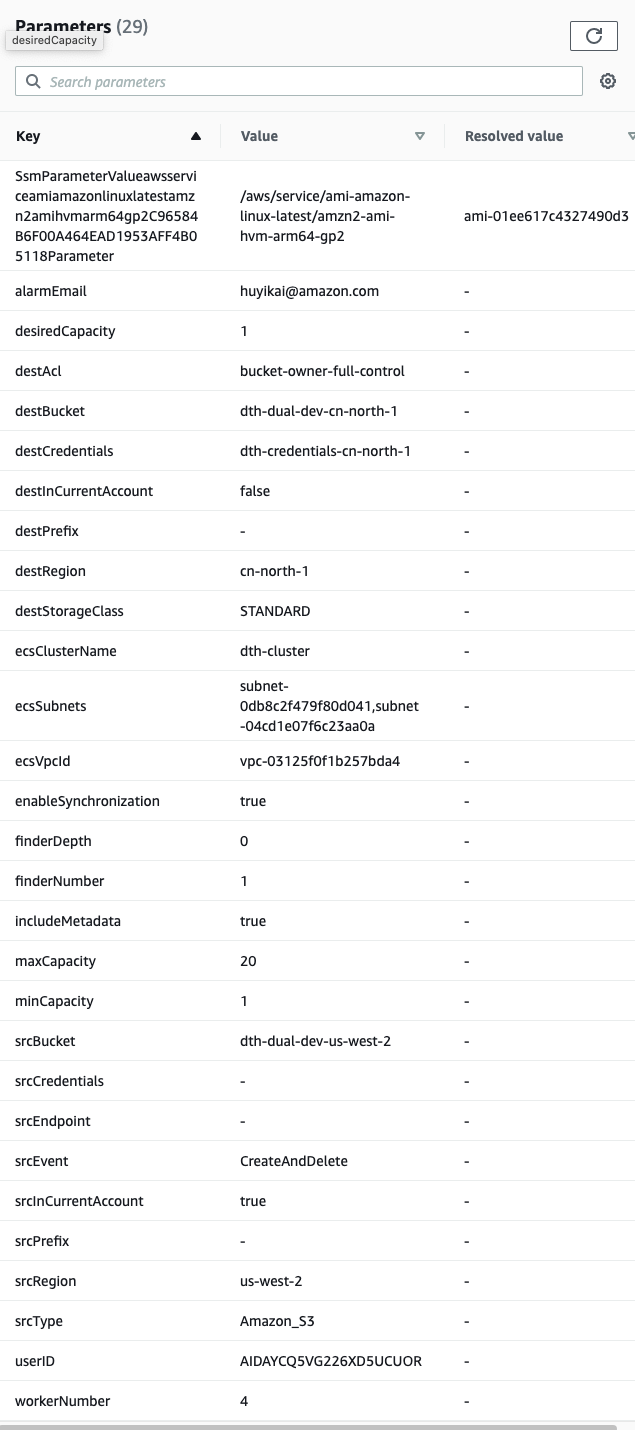 Parameters (29)
desiredCapacity
Search parameters
Key Value Resolved value
SsmParameterValueawsservi
ceamiamazonlinuxlatestamz
n2amihvmarm64gp2C96584
B6F00A464EAD1953AFF4B0
5118Parameter
/aws/service/ami-amazon-
linux-latest/amzn2-ami-
hvm-arm64-gp2
ami-01ee617c4327490d3
alarmEmail huyikai@amazon.com -
desiredCapacity 1 -
destAcl bucket-owner-full-control -
destBucket dth-dual-dev-cn-north-1 -
destCredentials dth-credentials-cn-north-1 -
destInCurrentAccount false -
destPrefix - -
destRegion cn-north-1 -
destStorageClass STANDARD -
ecsClusterName dth-cluster -
ecsSubnets
subnet-
0db8c2f479f80d041,subnet
-04cd1e07f6c23aa0a
-
ecsVpcId vpc-03125f0f1b257bda4 -
enableSynchronization true -
finderDepth 0 -
finderNumber 1 -
includeMetadata true -
maxCapacity 20 -
minCapacity 1 -
srcBucket dth-dual-dev-us-west-2 -
srcCredentials - -
srcEndpoint - -
srcEvent CreateAndDelete -
srcInCurrentAccount true -
srcPrefix - -
srcRegion us-west-2 -
srcType Amazon_S3 -
userID AIDAYCQ5VG226XD5UCUOR -
workerNumber 4 -